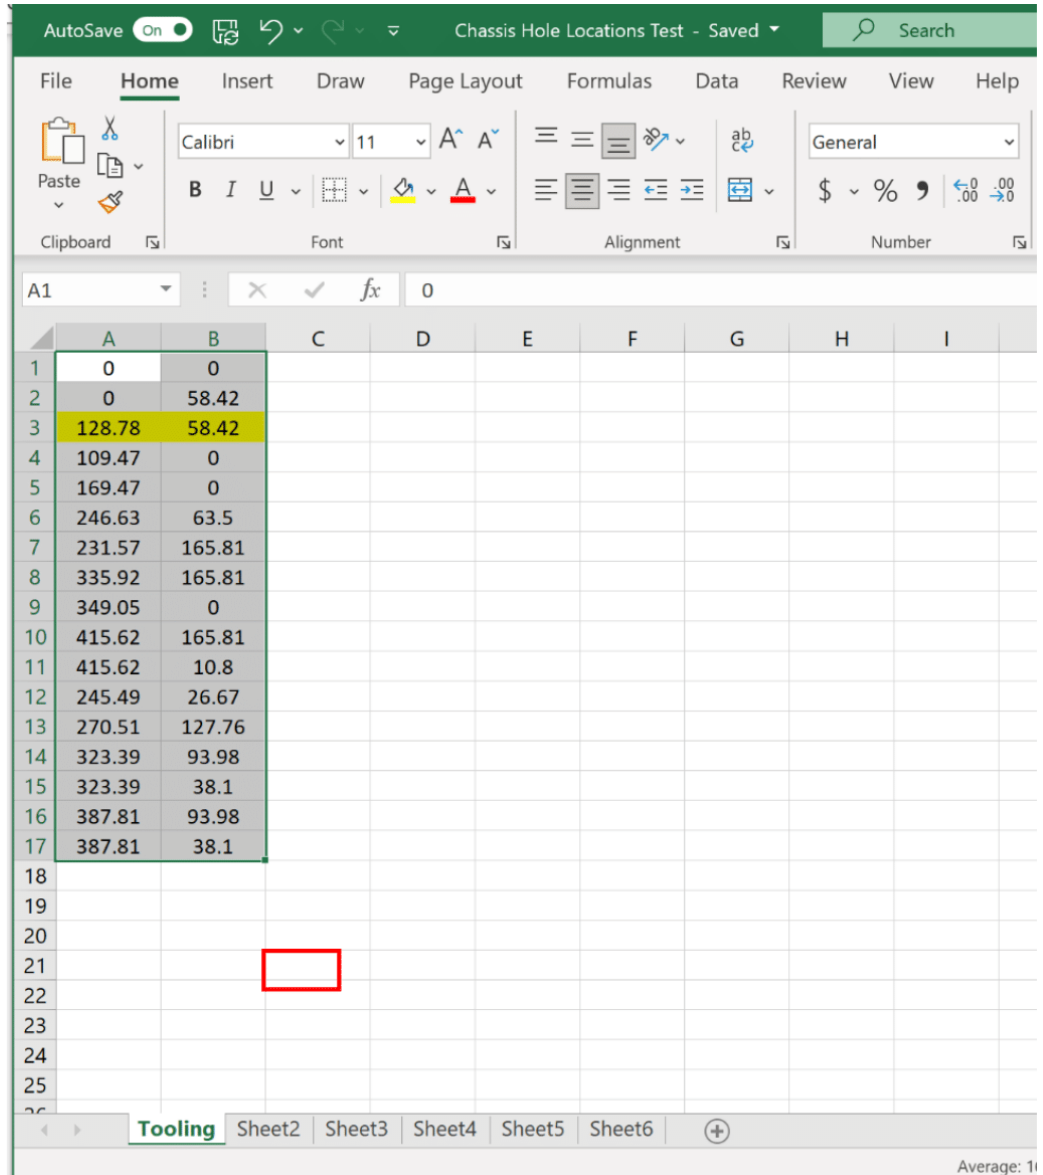 AutoSave On Chassis Hole Locations Test - Saved Search
File Home Insert Draw Page Layout Formulas Data Review View Help
Paste Calibri 11 A A ab c General
B I U A $ % 9 .00 .0 .00 .0
Clipboard Font Alignment Number
A1 fx 0
A B C D E F G H I
1 0 0
2 0 58.42
3 128.78 58.42
4 109.47 0
5 169.47 0
6 246.63 63.5
7 231.57 165.81
8 335.92 165.81
9 349.05 0
10 415.62 165.81
11 415.62 10.8
12 245.49 26.67
13 270.51 127.76
14 323.39 93.98
15 323.39 38.1
16 387.81 93.98
17 387.81 38.1
18
19
20
21
22
23
24
25
Tooling Sheet2 Sheet3 Sheet4 Sheet5 Sheet6
Average: